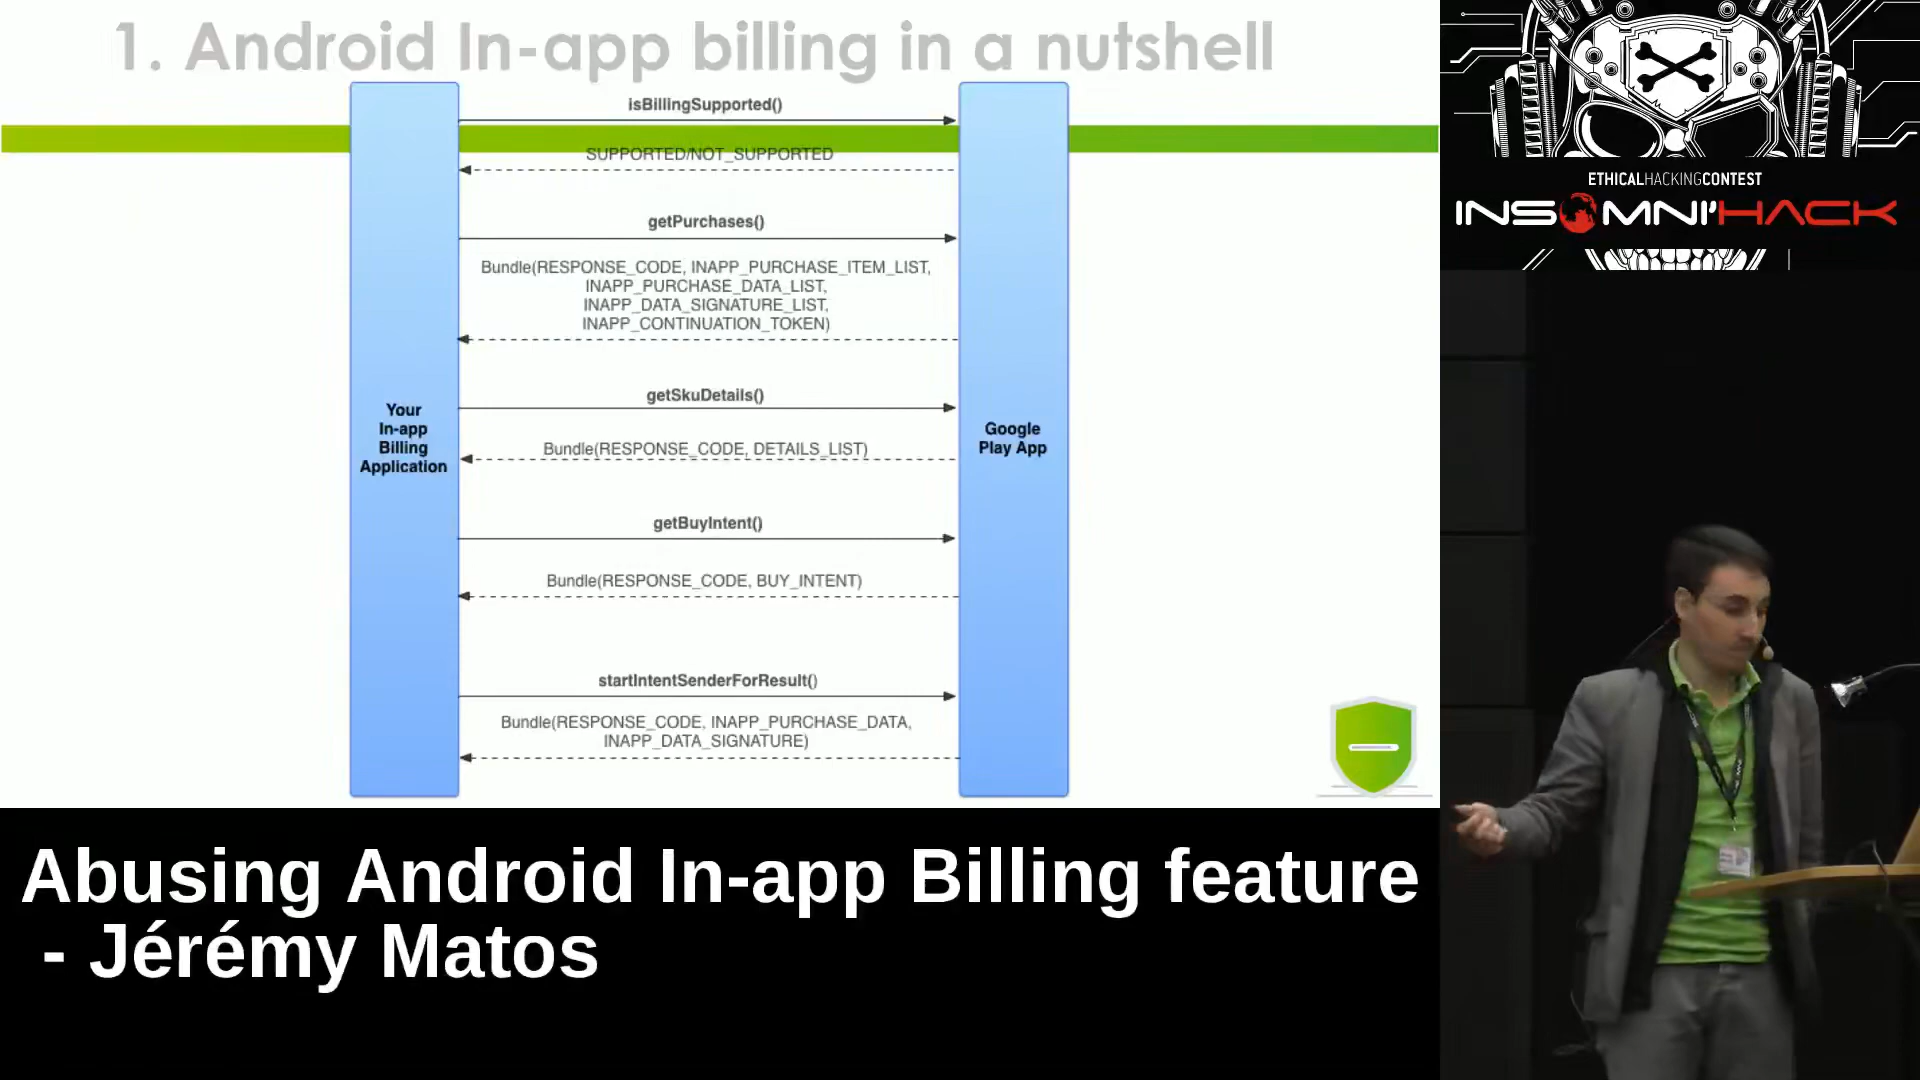 1. Android In-app billing in a nutshell
isBillingSupported()
SUPPORTED/NOT_SUPPORTED
getPurchases()
Bundle(RESPONSE_CODE, INAPP_PURCHASE_ITEM_LIST,
INAPP_PURCHASE_DATA_LIST,
INAPP_DATA_SIGNATURE_LIST,
INAPP_CONTINUATION_TOKEN)
getSkuDetails()
Bundle(RESPONSE_CODE, DETAILS_LIST)
Your
In-app
Billing
Application
Google
Play App
getBuyIntent()
Bundle(RESPONSE_CODE, BUY_INTENT)
startIntentSenderForResult()
Bundle(RESPONSE_CODE, INAPP_PURCHASE_DATA,
INAPP_DATA_SIGNATURE)
ETHICALHACKINGCONTEST
INSOMNI'HACK
Abusing Android In-app Billing feature
- Jérémy Matos